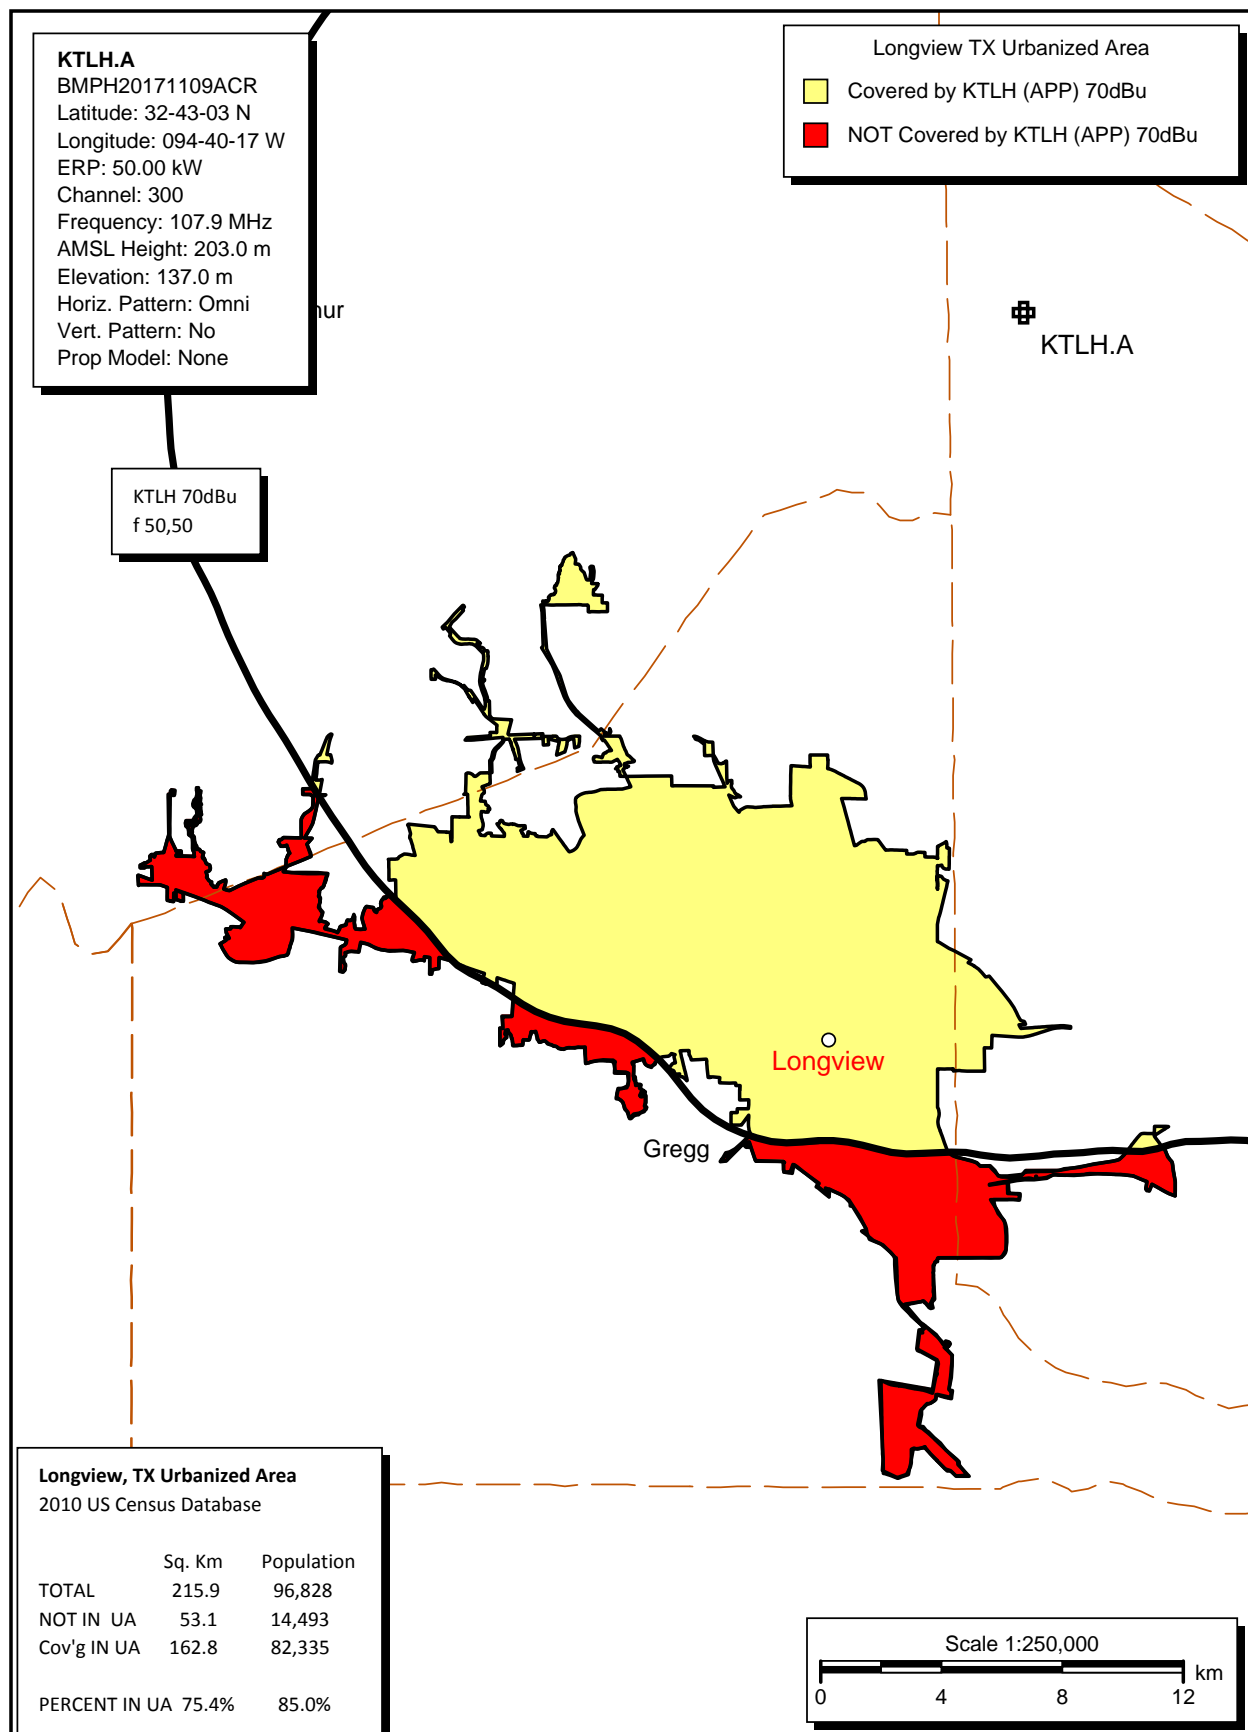 KTLH.A
BMPH20171109ACR
Latitude: 32-43-03 N
Longitude: 094-40-17 W
ERP: 50.00 kW
Channel: 300
Frequency: 107.9 MHz
AMSL Height: 203.0 m
Elevation: 137.0 m
Horiz. Pattern: Omni
Vert. Pattern: No
Prop Model: None
Longview TX Urbanized Area
Covered by KTLH (APP) 70dBu
NOT Covered by KTLH (APP) 70dBu
KTLH.A
KTLH 70dBu
f 50,50
Longview
Gregg
Longview, TX Urbanized Area
2010 US Census Database
Sq. Km Population
TOTAL 215.9 96,828
NOT IN UA 53.1 14,493
Cov'g IN UA 162.8 82,335
PERCENT IN UA 75.4% 85.0%
Scale 1:250,000
km
0 4 8 12